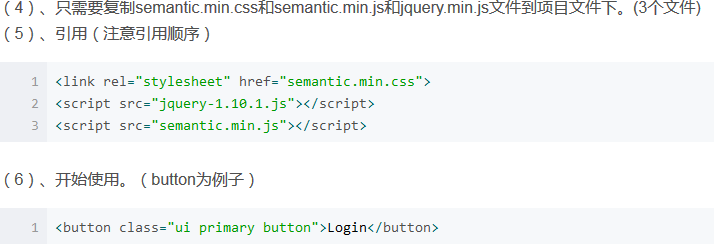 （4）、只需要复制semantic.min.css和semantic.min.js和jquery.min.js文件到项目文件下。(3个文件)
（5）、引用（注意引用顺序）
1 <link rel="stylesheet" href="semantic.min.css">
2 <script src="jquery-1.10.1.js"></script>
3 <script src="semantic.min.js"></script>
（6）、开始使用。（button为例子）
1 <button class="ui primary button">Login</button>